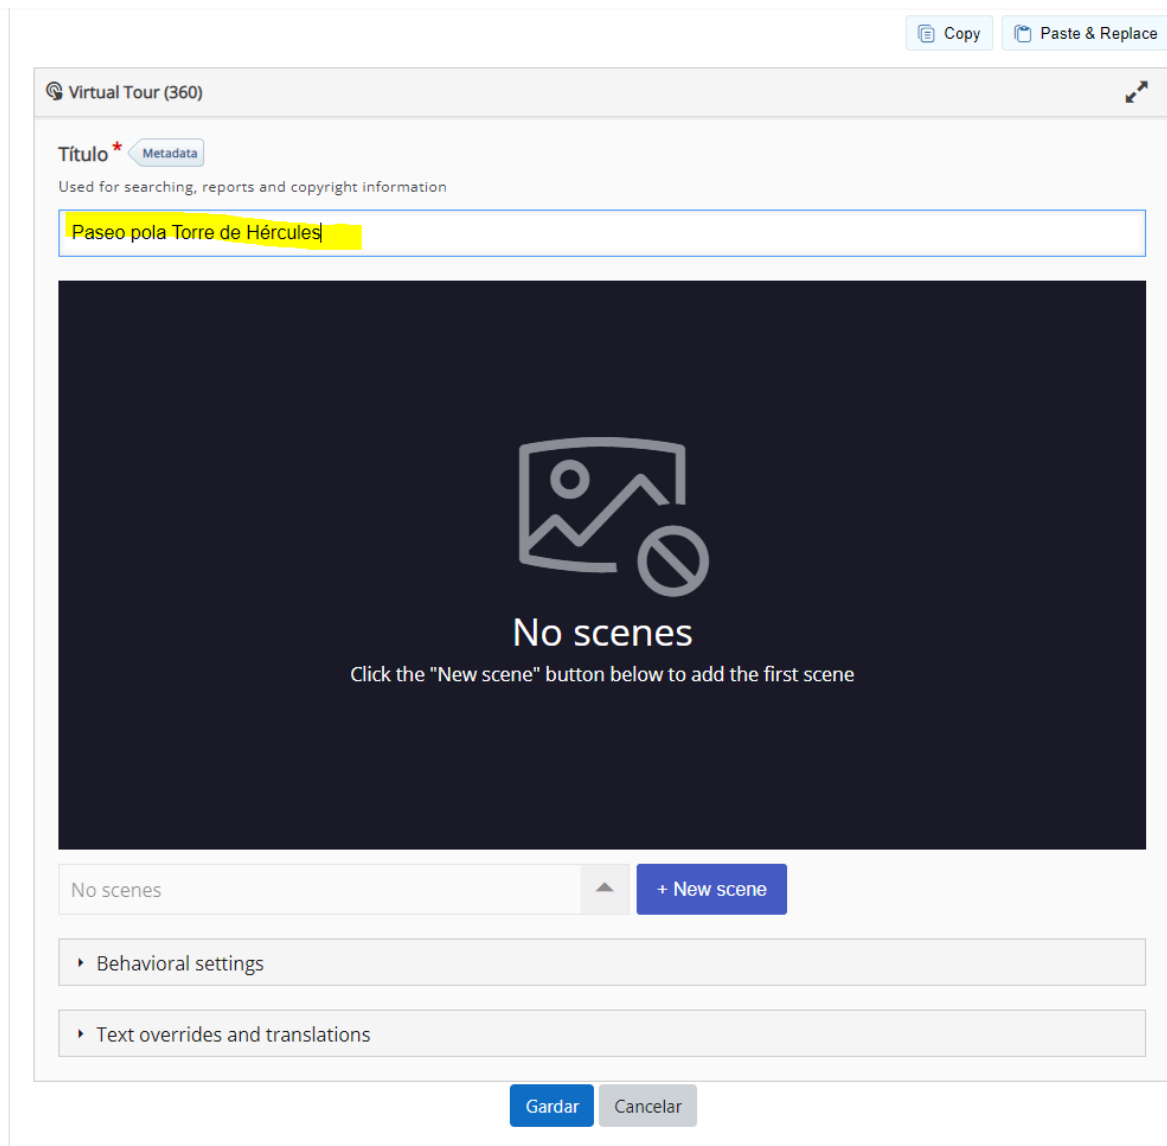 Copy Paste & Replace
Virtual Tour (360)
Título * Metadata
Used for searching, reports and copyright information
Paseo pola Torre de Hércules
No scenes
Click the "New scene" button below to add the first scene
No scenes + New scene
Behavioral settings
Text overrides and translations
Gardar Cancelar